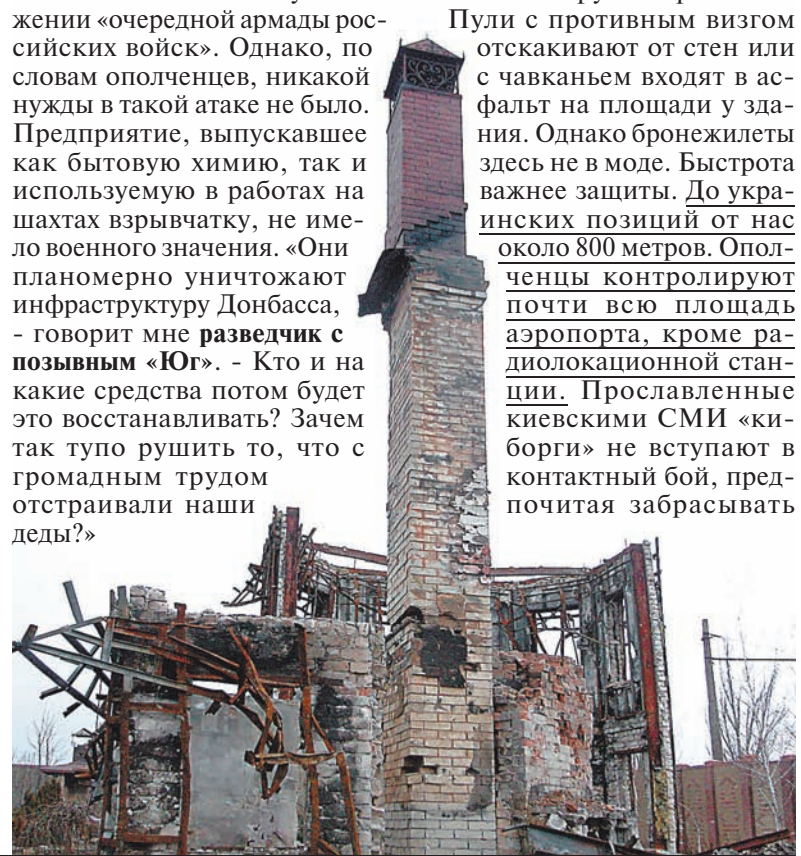 жении «очередной армады рос-
сийских войск». Однако, по
словам ополченцев, никакой
нужды в такой атаке не было.
Предприятие, выпускавшее
как бытовую химию, так и
используемую в работах на
шахтах взрывчатку, не име-
ло военного значения. «Они
планомерно уничтожают
инфраструктуру Донбасса,
- говорит мне разведчик с
позывным «Юг». - Кто и на
какие средства потом будет
это восстанавливать? Зачем
так тупо рушить то, что с
громадным трудом
отстраивали наши
деды?»
Пули с противным визгом
отскакивают от стен или
с чавканьем входят в ас-
фальт на площади у зда-
ния. Однако бронежилеты
здесь не в моде. Быстрота
важнее защиты. До укра-
инских позиций от нас
около 800 метров. Опол-
ченцы контролируют
почти всю площадь
аэропорта, кроме ра-
диолокационной стан-
ции. Прославленные
киевскими СМИ «ки-
борги» не вступают в
контактный бой, пред-
почитая забрасывать